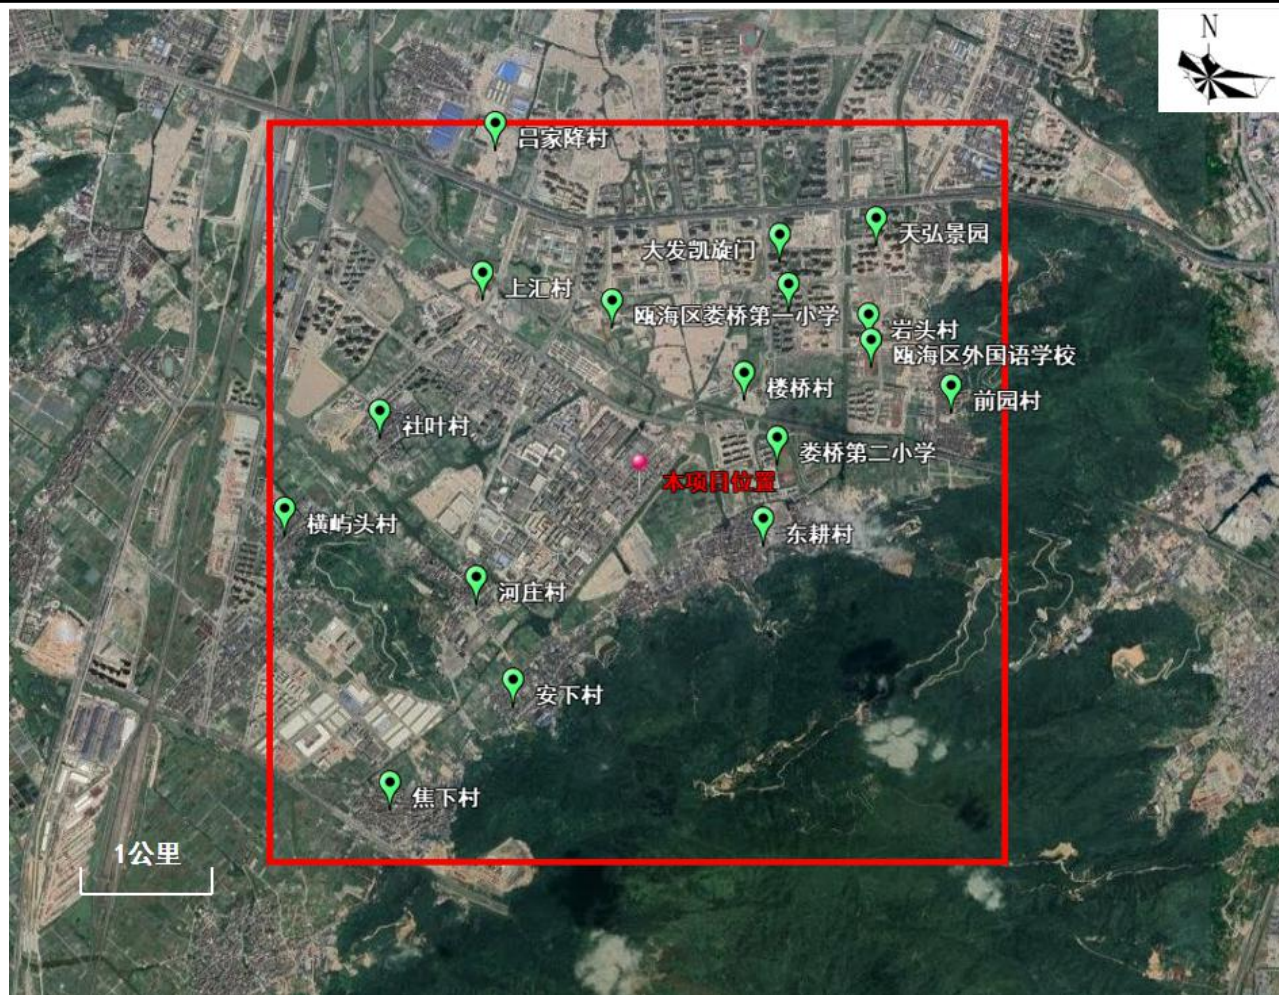 N
吕家降村
天弘景园
大发凯旋门
上汇村
瓯海区娄桥第一小学
岩头村
瓯海区外国语学校
楼桥村
前园村
社叶村
娄桥第二小学
本项目位置
横屿头村
东耕村
河庄村
安下村
焦下村
1公里